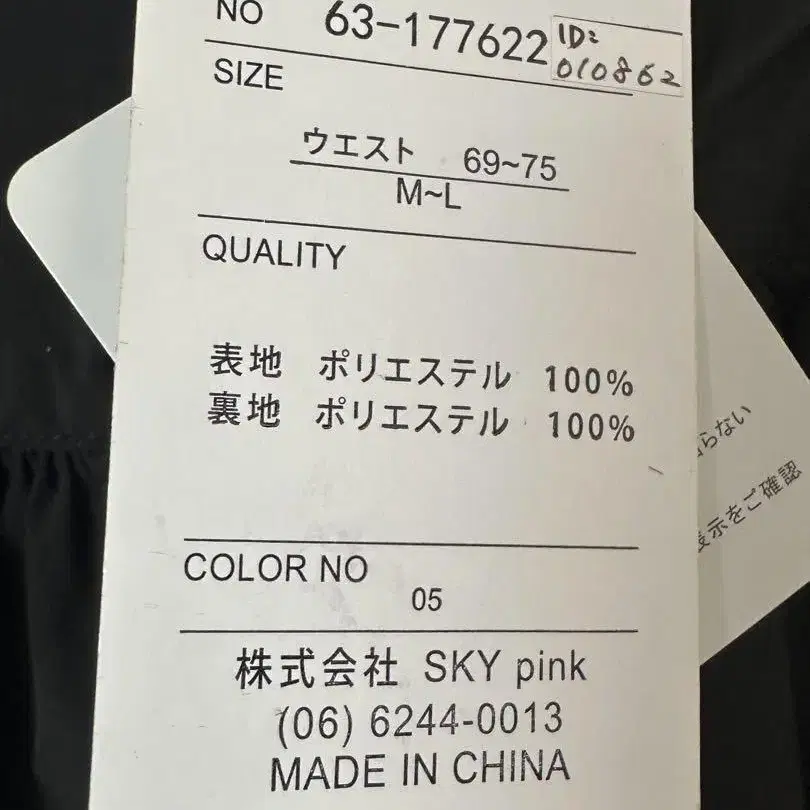 NO 63-177622
ID:
010862
SIZE
ウエスト 69~75
M~L
QUALITY
表地 ポリエステル 100%
裏地 ポリエステル 100%
COLOR NO
05
株式会社 SKY pink
(06) 6244-0013
MADE IN CHINA
らない
示をご確認